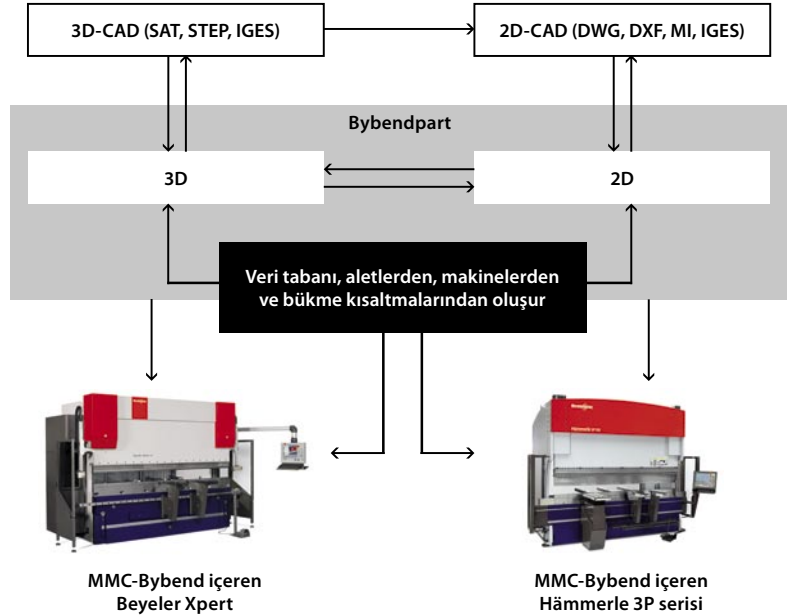 3D-CAD (SAT, STEP, IGES)
2D-CAD (DWG, DXF, MI, IGES)
Bybendpart
3D
2D
Veri tabanı, aletlerden, makinelerden
ve bükme kısaltmalarından oluşur
MMC-Bybend içeren
Beyeler Xpert
MMC-Bybend içeren
Hämmerle 3P serisi